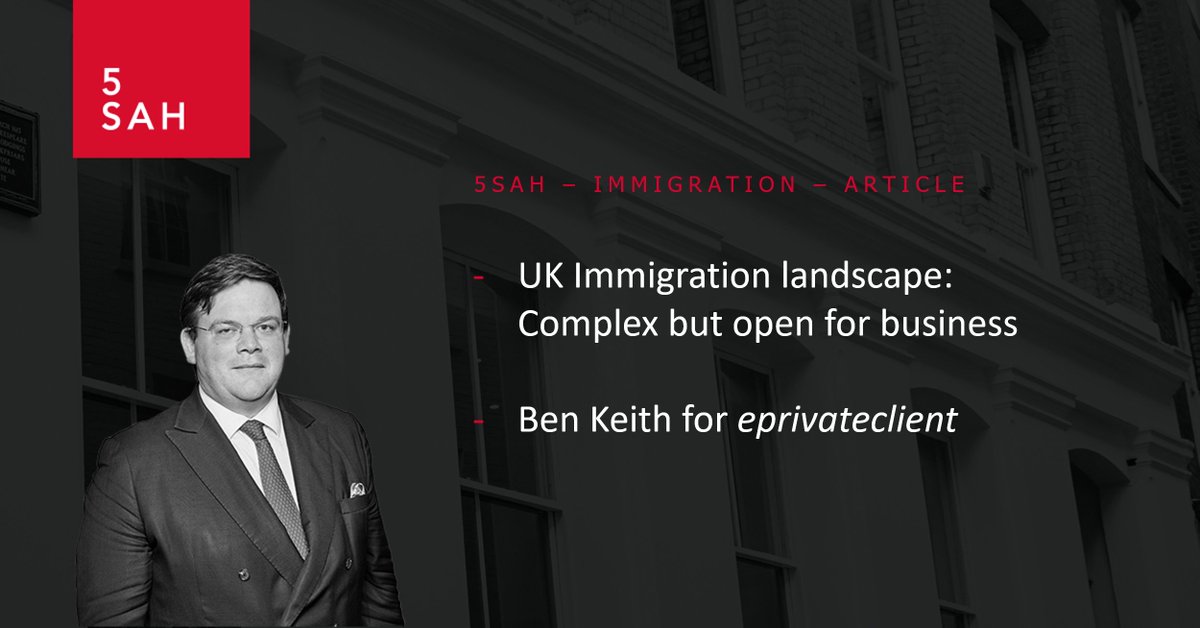 5
SAH
5SAH – IMMIGRATION – ARTICLE
- UK Immigration landscape:
Complex but open for business
- Ben Keith for eprivateclient